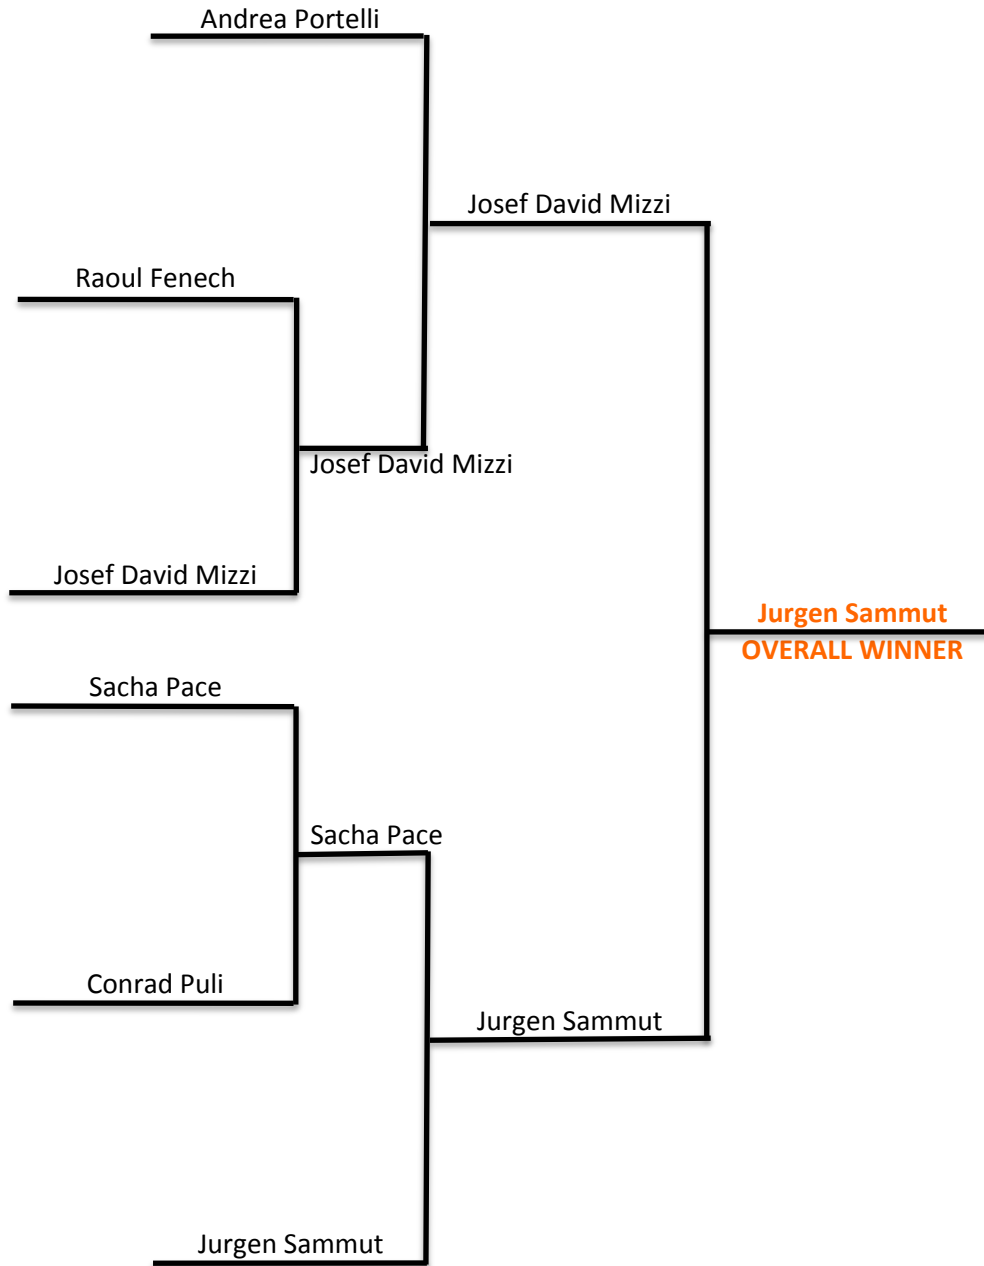 Andrea Portelli
Josef David Mizzi
Raoul Fenech
Josef David Mizzi
Josef David Mizzi
Jurgen Sammut
OVERALL WINNER
Sacha Pace
Sacha Pace
Conrad Puli
Jurgen Sammut
Jurgen Sammut